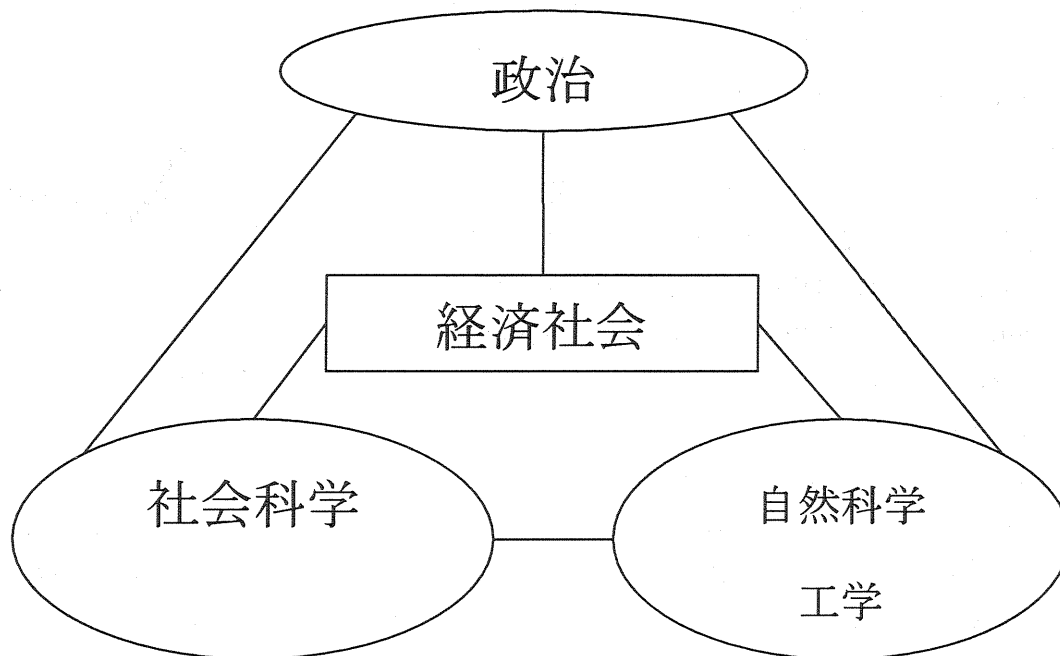 政治
経済社会
社会科学
自然科学
工学